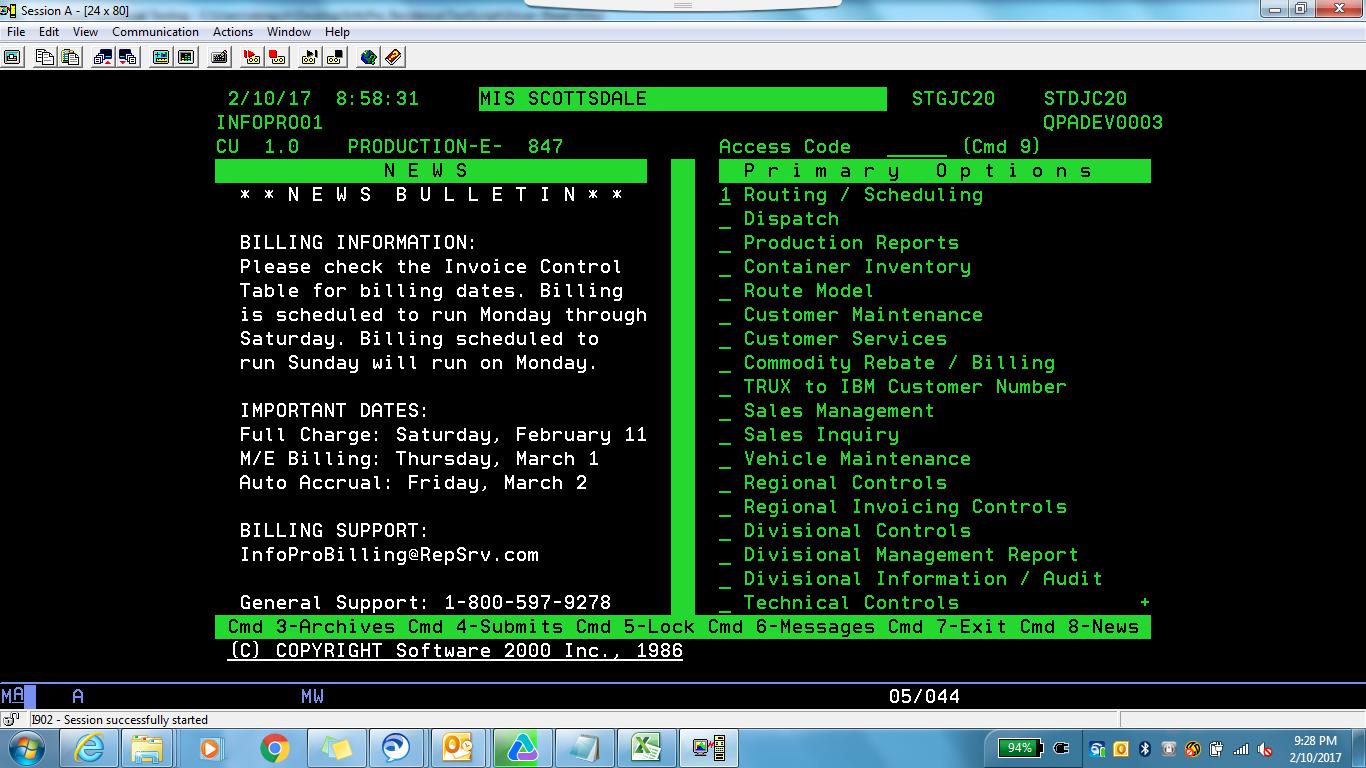 Session A - [24 x 80]
File Edit View Communication Actions Window Help
2/10/17 8:58:31 MIS SCOTTSDALE STGJC20 STDJC20
INFOPRO01 QPADEV0003
CU 1.0 PRODUCTION-E- 847 Access Code ______ (Cmd 9)
N E W S P r i m a r y O p t i o n s
* * N E W S B U L L E T I N * * 1 Routing / Scheduling
_ Dispatch
BILLING INFORMATION: _ Production Reports
Please check the Invoice Control _ Container Inventory
Table for billing dates. Billing _ Route Model
is scheduled to run Monday through _ Customer Maintenance
Saturday. Billing scheduled to _ Customer Services
run Sunday will run on Monday. _ Commodity Rebate / Billing
_ TRUX to IBM Customer Number
IMPORTANT DATES: _ Sales Management
Full Charge: Saturday, February 11 _ Sales Inquiry
M/E Billing: Thursday, March 1 _ Vehicle Maintenance
Auto Accrual: Friday, March 2 _ Regional Controls
_ Regional Invoicing Controls
BILLING SUPPORT: _ Divisional Controls
InfoProBilling@RepSrv.com _ Divisional Management Report
_ Divisional Information / Audit
General Support: 1-800-597-9278 _ Technical Controls +
Cmd 3-Archives Cmd 4-Submits Cmd 5-Lock Cmd 6-Messages Cmd 7-Exit Cmd 8-News
(C) COPYRIGHT Software 2000 Inc., 1986
MA A MW 05/044
I902 - Session successfully started
94% 9:28 PM
2/10/2017